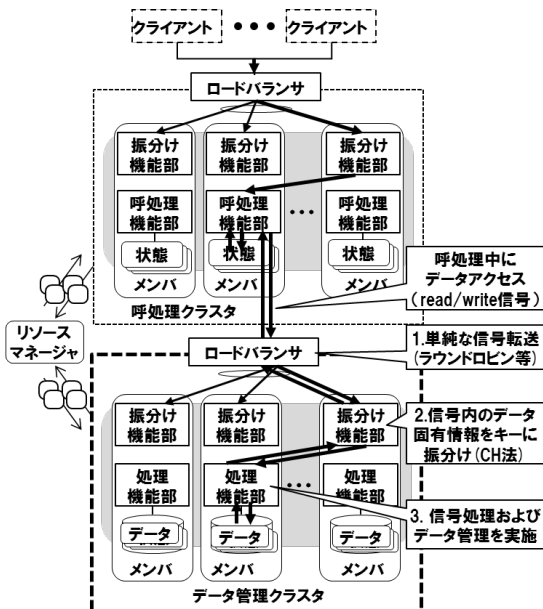 クライアント ••• クライアント
ロードバランサ
振分け 振分け 振分け
機能部 機能部 機能部
呼処理 呼処理 呼処理
機能部 機能部 ••• 機能部
状態 状態 状態
メンバ メンバ メンバ
呼処理クラスタ
呼処理中に
データアクセス
(read/write信号)
リソース
マネージャ
ロードバランサ
1.単純な信号転送
(ラウンドロビン等)
振分け 振分け 振分け
機能部 機能部 機能部
2.信号内のデータ
固有情報をキーに
振分け(CH法)
処理 処理 処理
機能部 機能部 ••• 機能部
3. 信号処理および
データ管理を実施
データ データ データ
メンバ メンバ メンバ
データ管理クラスタ